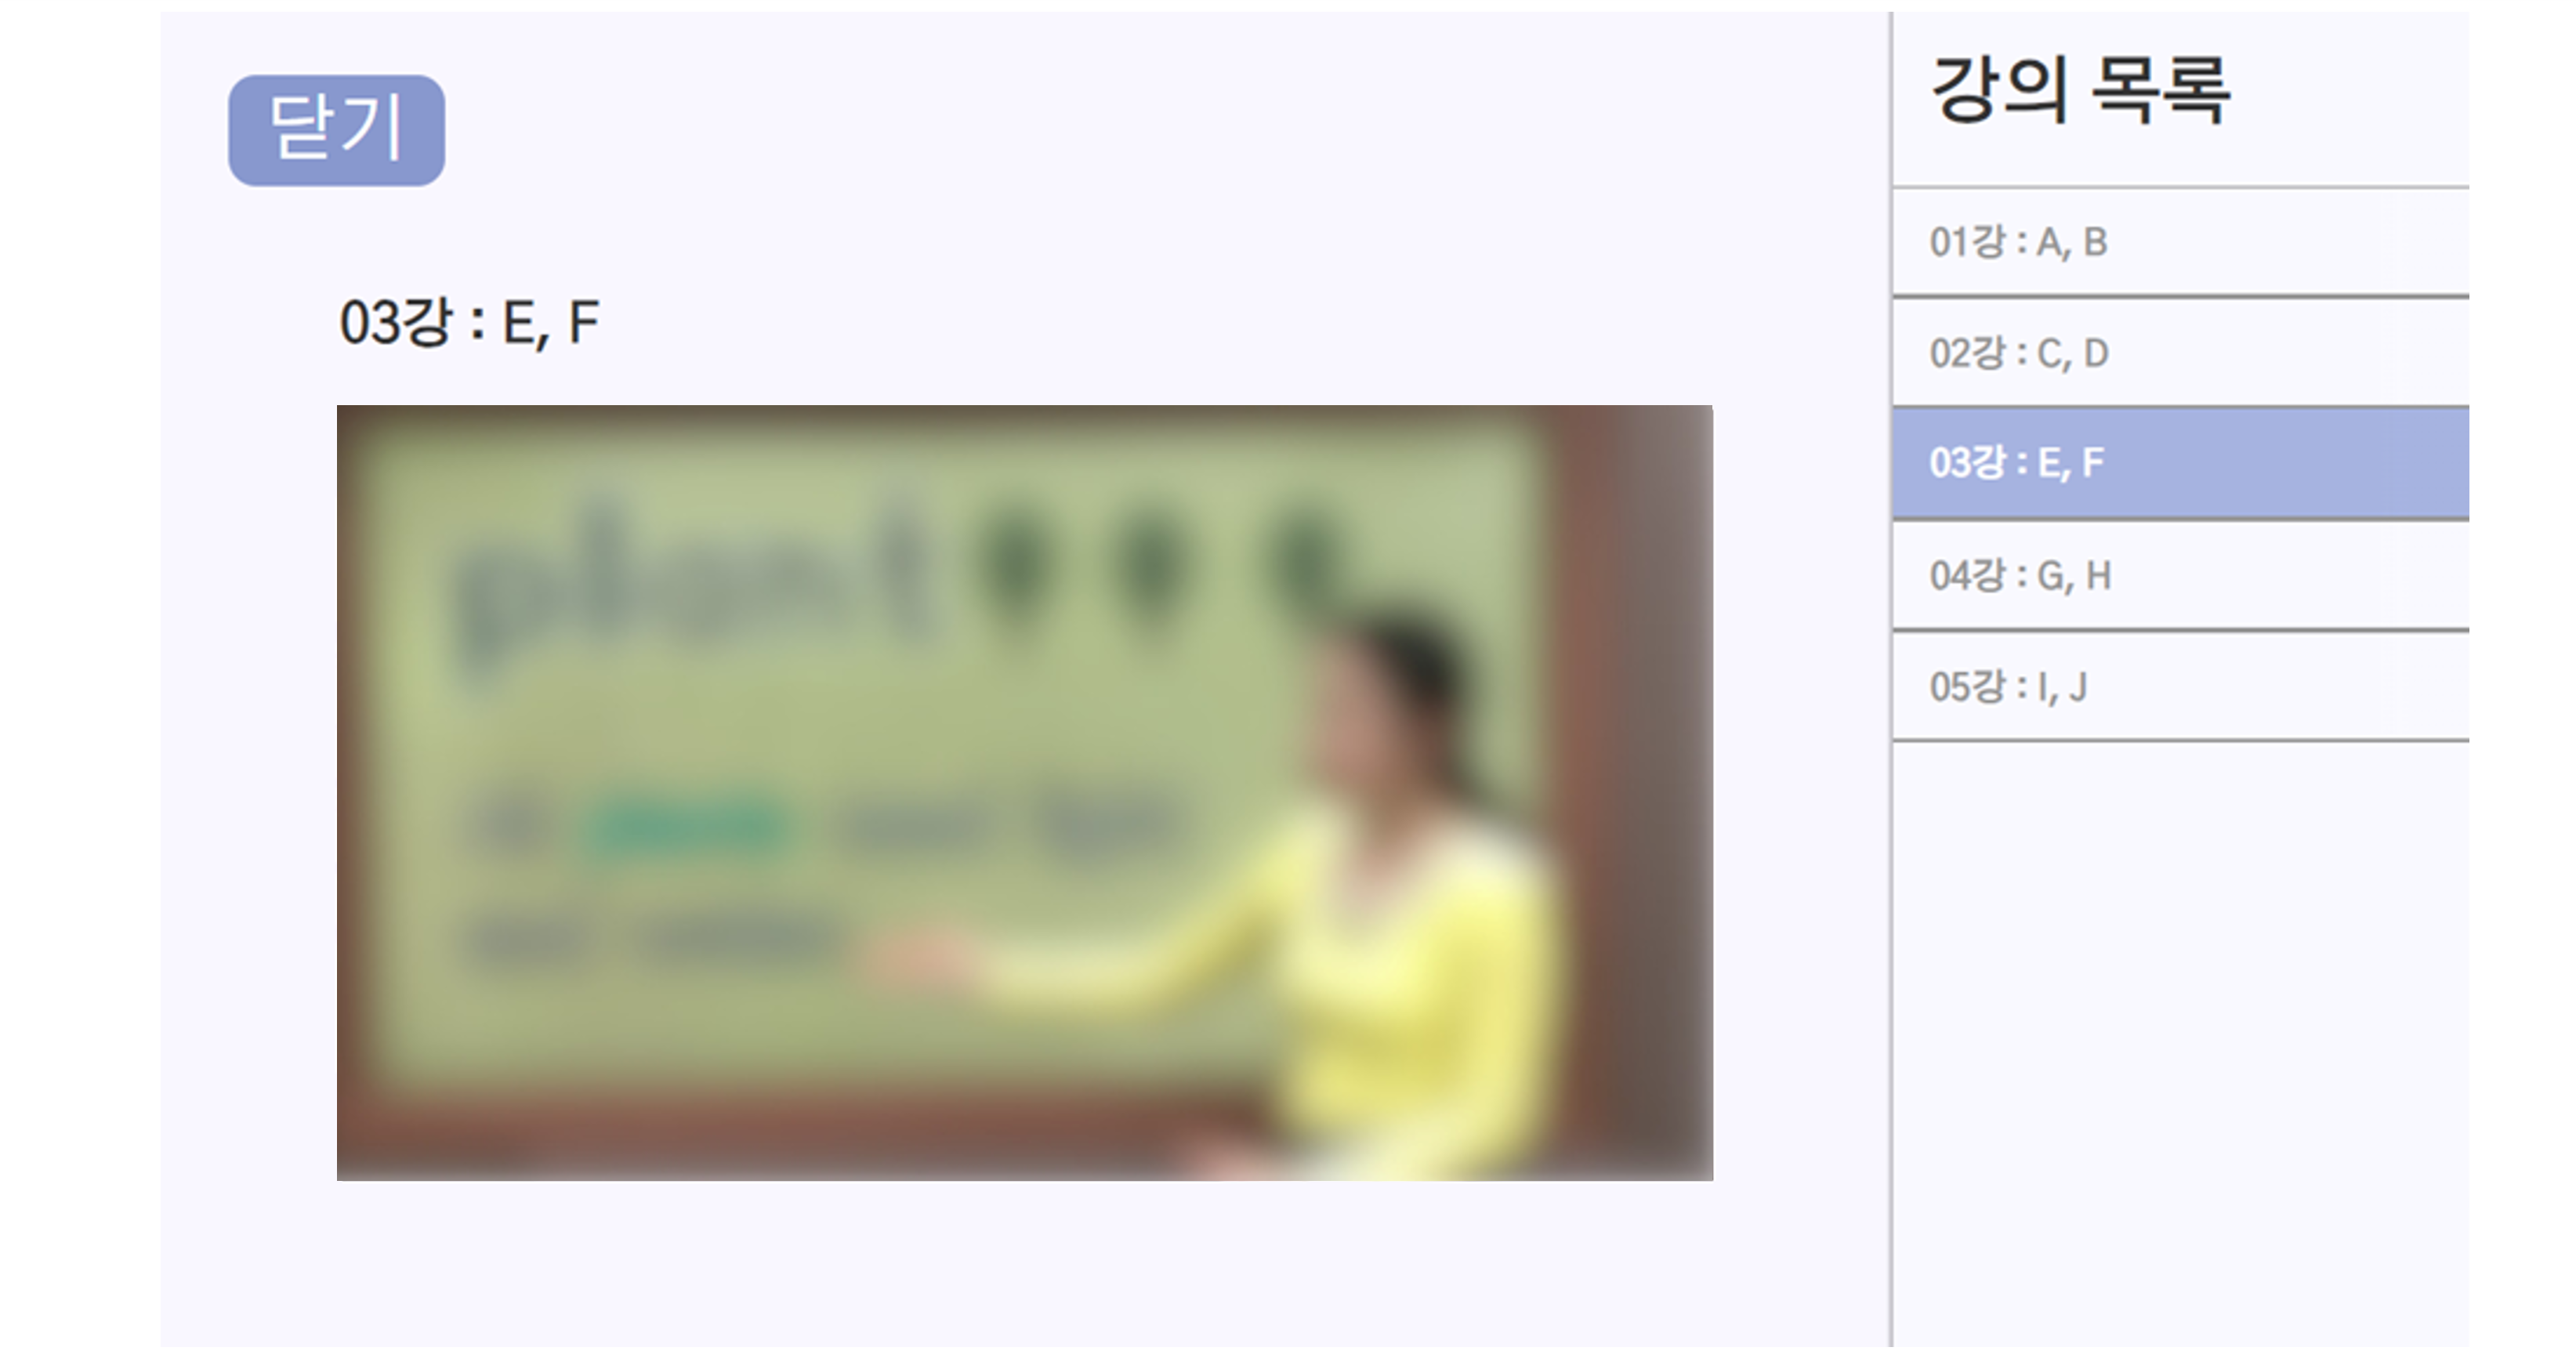 닫기
03강 : E, F
plant
강의 목록
01강 : A, B
02강 : C, D
03강 : E, F
04강 : G, H
05강 : I, J